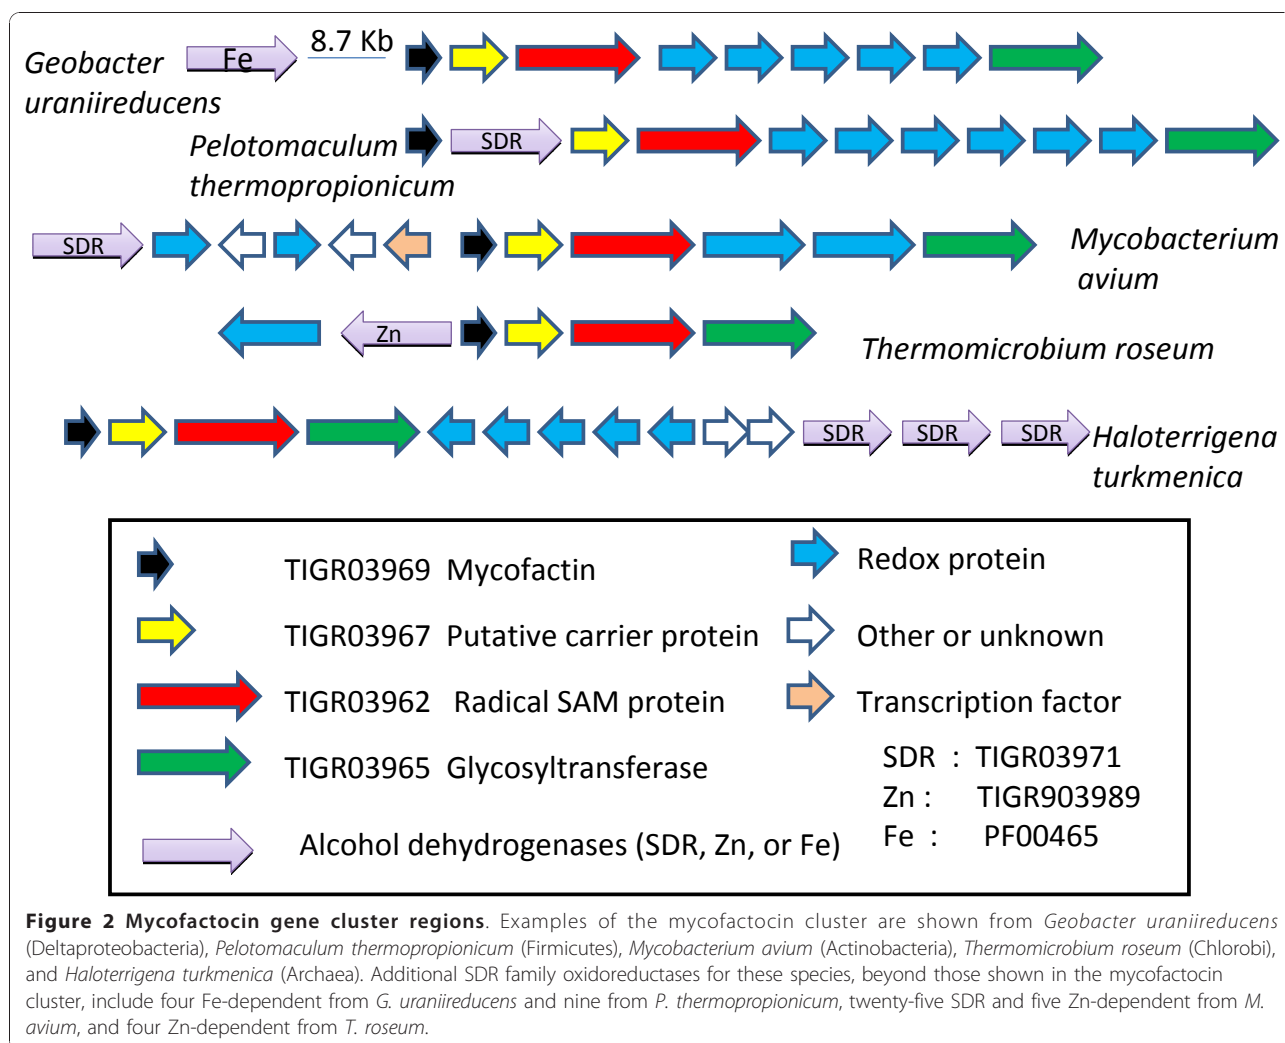 Geobacter
uraniireducens
Fe
8.7 Kb
Pelotomaculum
thermopropionicum
SDR
SDR
Mycobacterium
avium
Zn
Thermomicrobium roseum
SDR
SDR
SDR
Haloterrigena
turkmenica
TIGR03969 Mycofactin
TIGR03967 Putative carrier protein
TIGR03962 Radical SAM protein
TIGR03965 Glycosyltransferase
Alcohol dehydrogenases (SDR, Zn, or Fe)
Redox protein
Other or unknown
Transcription factor
SDR : TIGR03971
Zn : TIGR903989
Fe : PF00465
Figure 2 Mycofactocin gene cluster regions. Examples of the mycofactocin cluster are shown from Geobacter uraniireducens
(Deltaproteobacteria), Pelotomaculum thermopropionicum (Firmicutes), Mycobacterium avium (Actinobacteria), Thermomicrobium roseum (Chlorobi),
and Haloterrigena turkmenica (Archaea). Additional SDR family oxidoreductases for these species, beyond those shown in the mycofactocin
cluster, include four Fe-dependent from G. uraniireducens and nine from P. thermopropionicum, twenty-five SDR and five Zn-dependent from M.
avium, and four Zn-dependent from T. roseum.